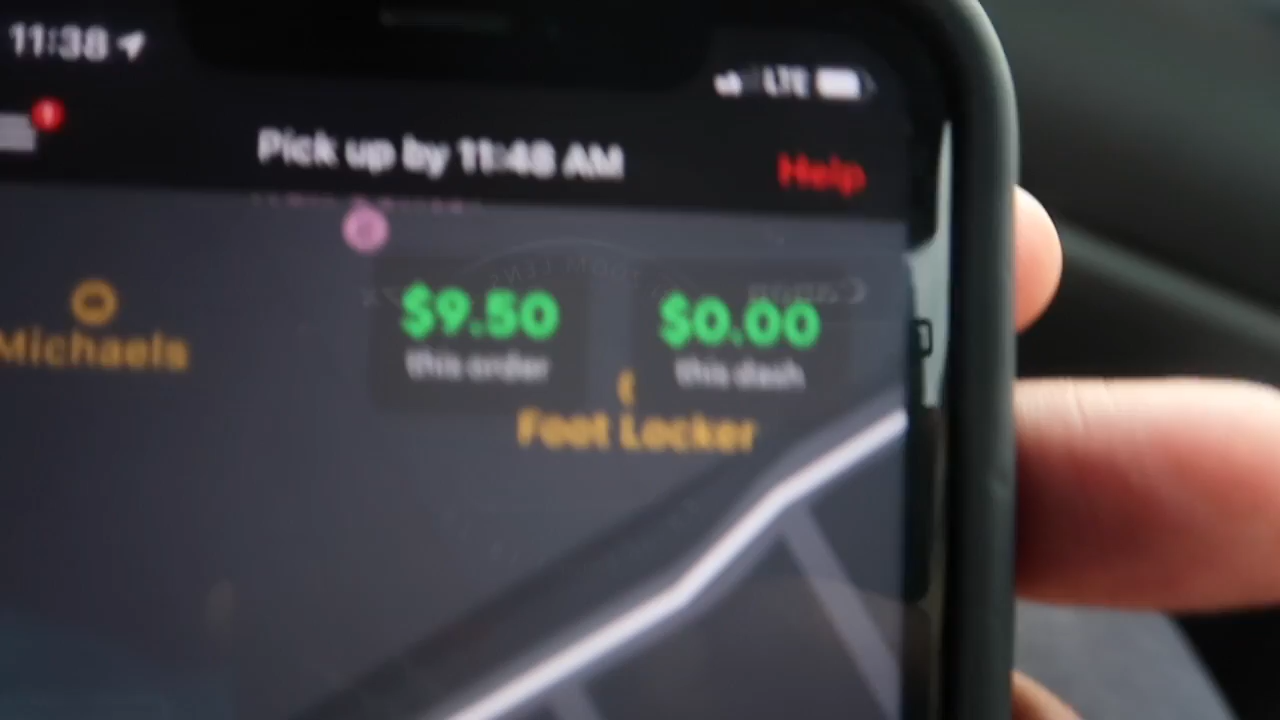 11:38
LTE
Pick up by 11:48 AM
Help
$9.50
this order
$0.00
this dash
Michaels
Foot Locker